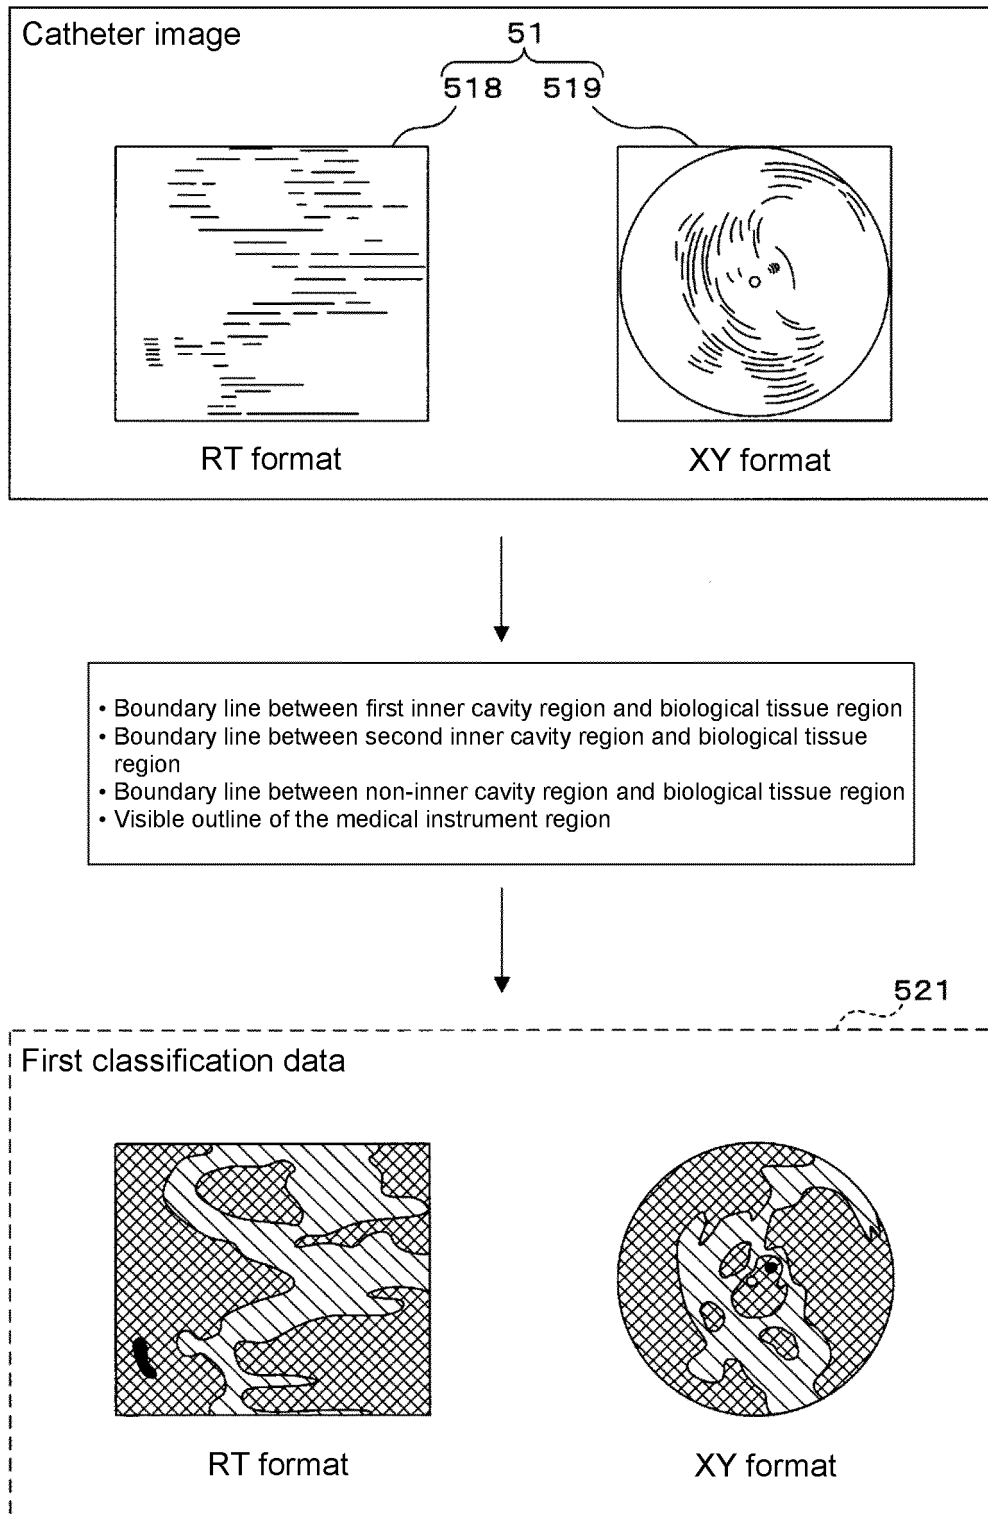 Catheter image
51
518 519
RT format
XY format
• Boundary line between first inner cavity region and biological tissue region
• Boundary line between second inner cavity region and biological tissue
region
• Boundary line between non-inner cavity region and biological tissue region
• Visible outline of the medical instrument region
521
First classification data
RT format
XY format